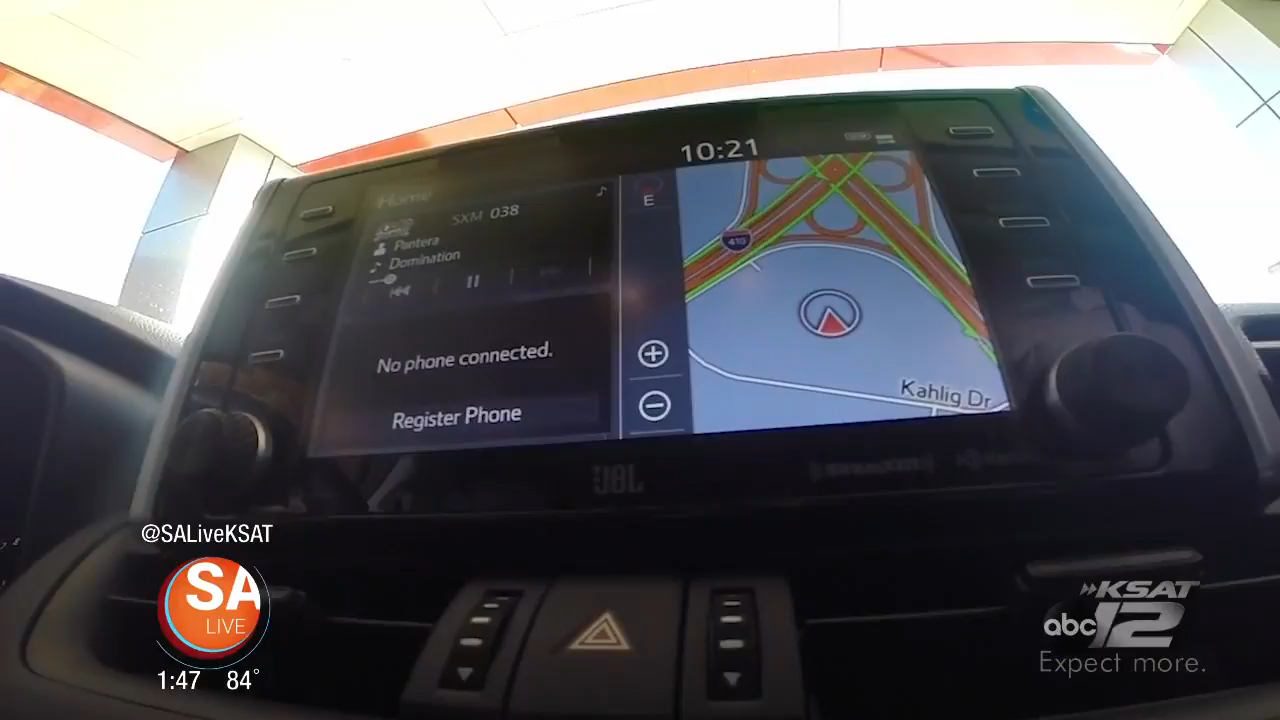 10:21
Home
SXM 038
Pantera
Domination
No phone connected.
Register Phone
E
410
Kahlig Dr
JBL
@SALiveKSAT
SA
LIVE
1:47 84°
KSAT
abc 12
Expect more.